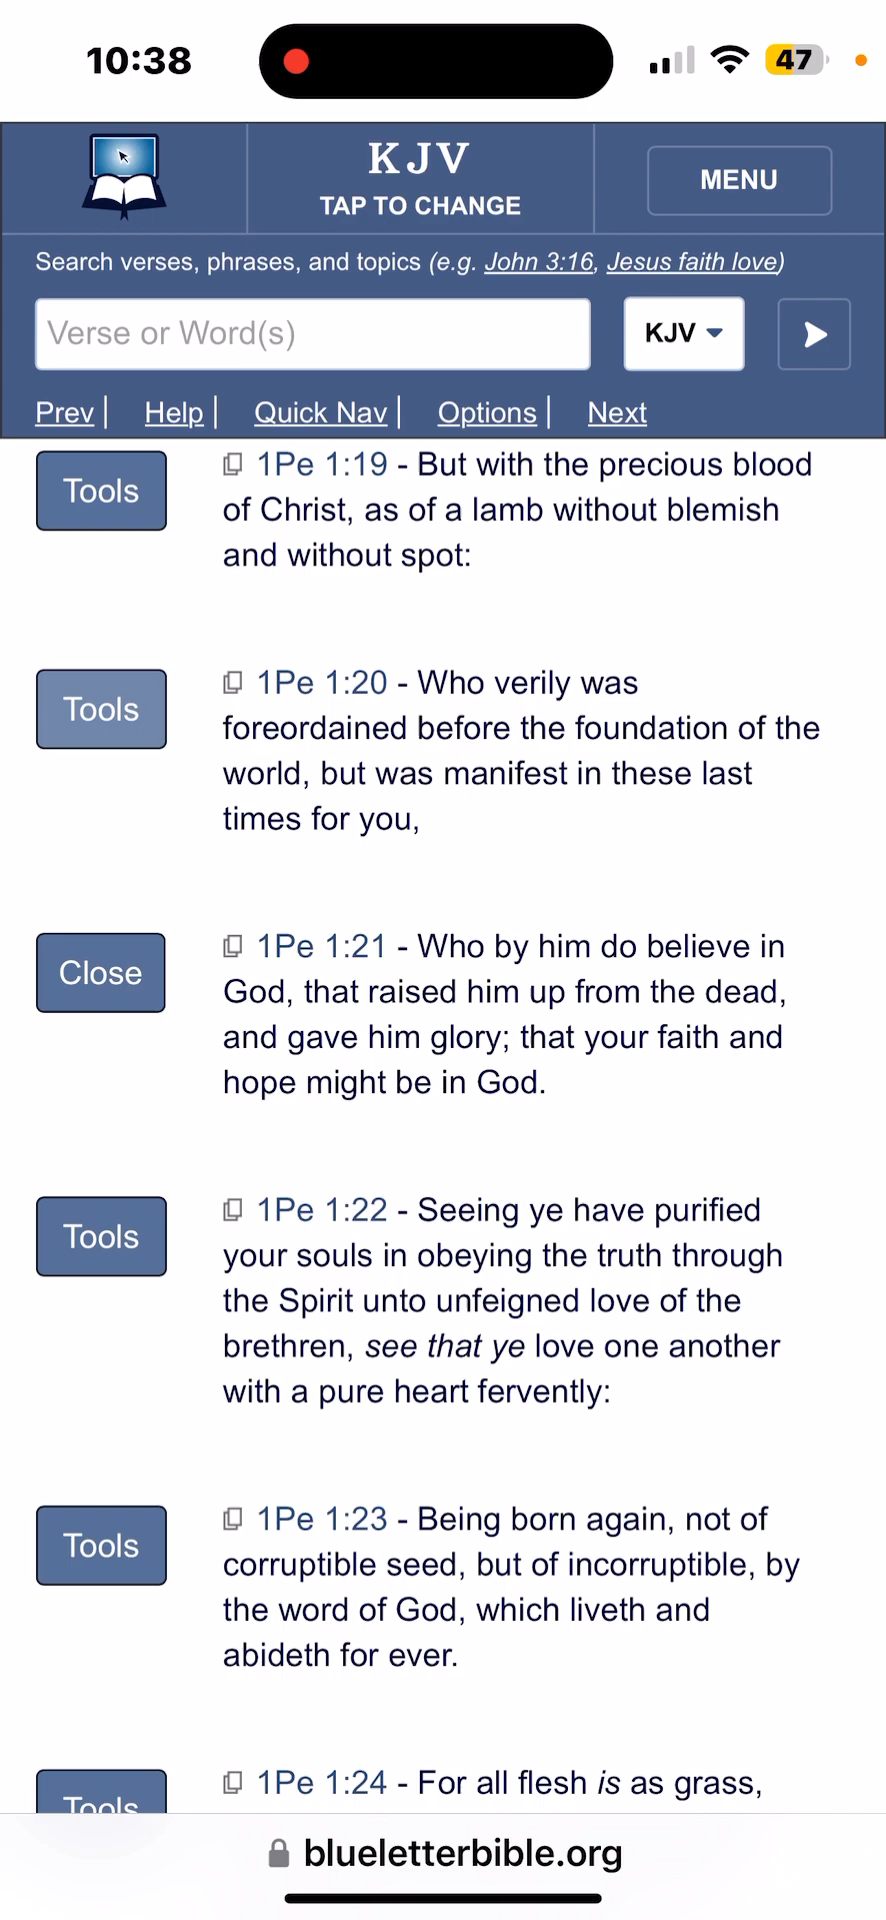 10:38
47
KJV
TAP TO CHANGE
MENU
Search verses, phrases, and topics (e.g. John 3:16, Jesus faith love)
Verse or Word(s)
KJV
Prev | Help | Quick Nav | Options | Next
Tools
1Pe 1:19 - But with the precious blood
of Christ, as of a lamb without blemish
and without spot:
Tools
1Pe 1:20 - Who verily was
foreordained before the foundation of the
world, but was manifest in these last
times for you,
Close
1Pe 1:21 - Who by him do believe in
God, that raised him up from the dead,
and gave him glory; that your faith and
hope might be in God.
Tools
1Pe 1:22 - Seeing ye have purified
your souls in obeying the truth through
the Spirit unto unfeigned love of the
brethren, see that ye love one another
with a pure heart fervently:
Tools
1Pe 1:23 - Being born again, not of
corruptible seed, but of incorruptible, by
the word of God, which liveth and
abideth for ever.
Tools
1Pe 1:24 - For all flesh is as grass,
blueletterbible.org